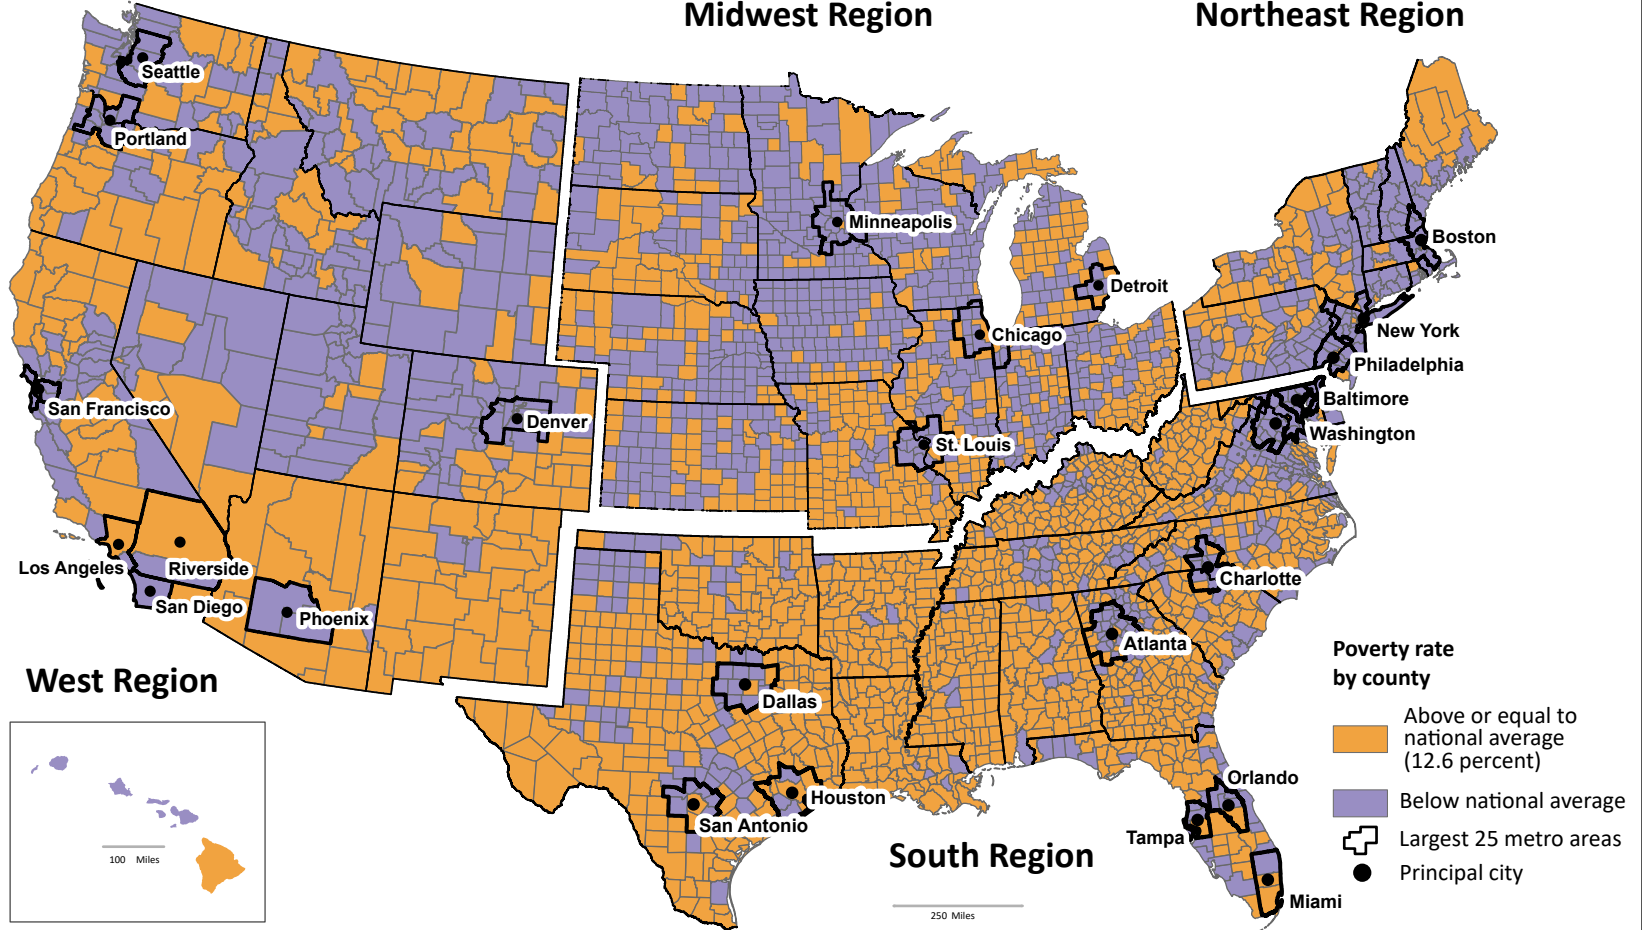 Midwest Region
Northeast Region
Seattle
Portland
Minneapolis
Boston
Detroit
New York
Chicago
Philadelphia
San Francisco
Baltimore
Denver
Washington
St. Louis
Los Angeles
Riverside
Charlotte
San Diego
Phoenix
Atlanta
West Region
Dallas
Poverty rate
by county
Above or equal to
national average
(12.6 percent)
Below national average
Largest 25 metro areas
Principal city
Orlando
Houston
San Antonio
Tampa
South Region
Miami
100 Miles
250 Miles